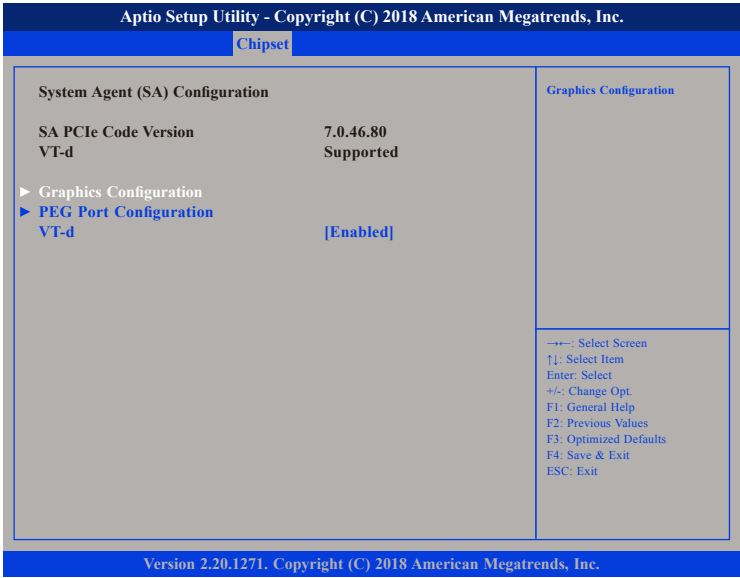 Aptio Setup Utility - Copyright (C) 2018 American Megatrends, Inc.
Chipset
System Agent (SA) Configuration
SA PCIe Code Version 7.0.46.80
VT-d Supported
► Graphics Configuration
► PEG Port Configuration
VT-d [Enabled]
Graphics Configuration
→←: Select Screen
↑↓: Select Item
Enter: Select
+/-: Change Opt.
F1: General Help
F2: Previous Values
F3: Optimized Defaults
F4: Save & Exit
ESC: Exit
Version 2.20.1271. Copyright (C) 2018 American Megatrends, Inc.